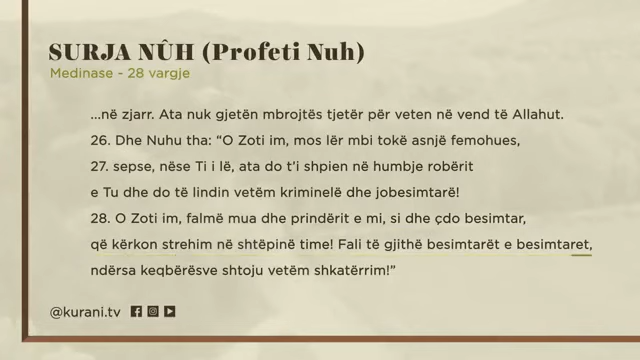 SURJA NÛH (Profeti Nuh)
Medinase - 28 vargje
...në zjarr. Ata nuk gjetën mbrojtës tjetër për veten në vend të Allahut.
26. Dhe Nuhu tha: “O Zoti im, mos lër mbi tokë asnjë femohues,
27. sepse, nëse Ti i lë, ata do t’i shpien në humbje robërit
e Tu dhe do të lindin vetëm kriminelë dhe jobesimtarë!
28. O Zoti im, falmë mua dhe prindërit e mi, si dhe çdo besimtar,
që kërkon strehim në shtëpinë time! Fali të gjithë besimtarët e besimtaret,
ndërsa keqbërësve shtoju vetëm shkatërrim!”
@kurani.tv